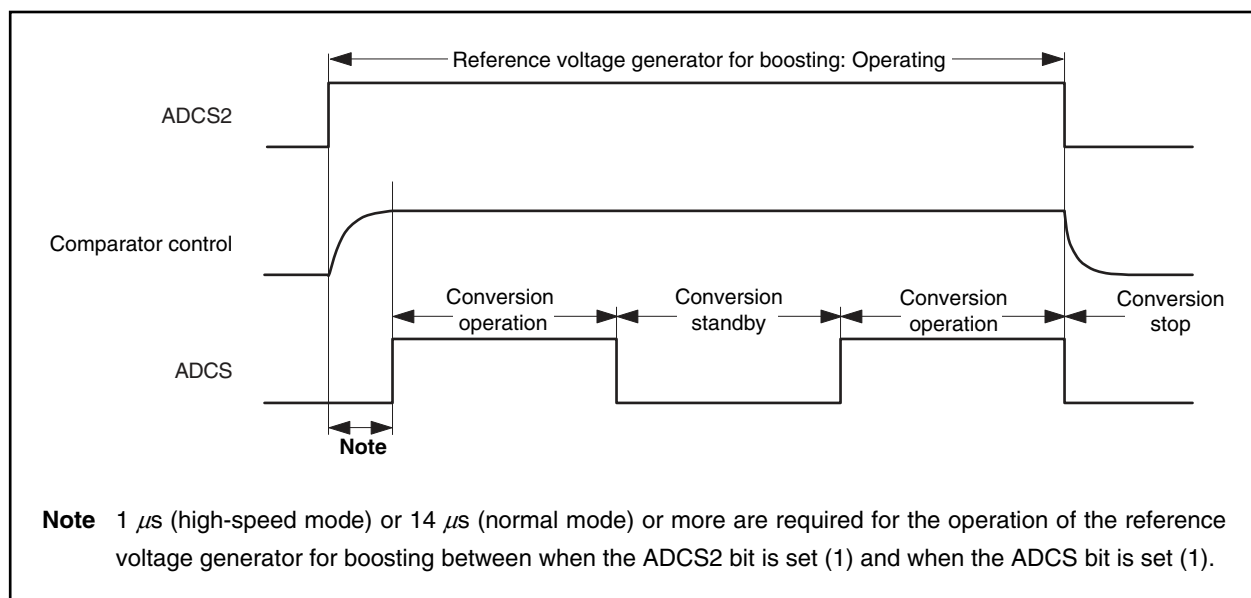 Reference voltage generator for boosting: Operating
ADCS2
Comparator control
Conversion
operation
Conversion
standby
Conversion
operation
Conversion
stop
ADCS
Note
Note 1 μs (high-speed mode) or 14 μs (normal mode) or more are required for the operation of the reference
voltage generator for boosting between when the ADCS2 bit is set (1) and when the ADCS bit is set (1).